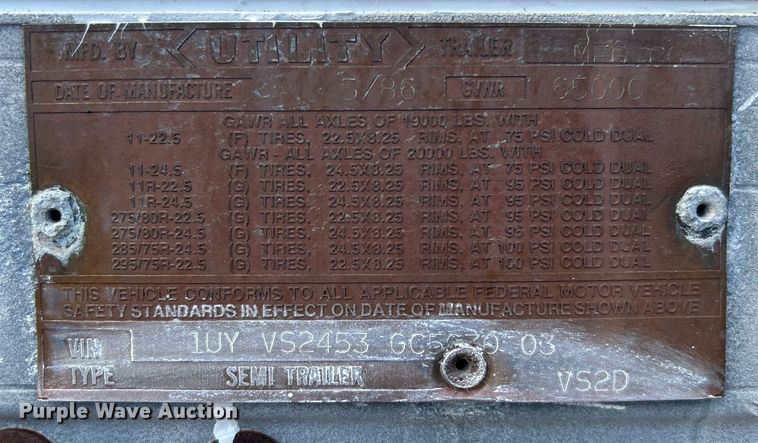 MFD. BY UTILITY TRAILER
DATE OF MANUFACTURE 5/86 GVWR 65000
GAWR ALL AXLES OF 19000 LBS. WITH
11-22.5 (F) TIRES, 22.5X8.25 RIMS, AT 75 PSI COLD DUAL
GAWR - ALL AXLES OF 20000 LBS. WITH
11-24.5 (F) TIRES, 24.5X8.25 RIMS, AT 75 PSI COLD DUAL
11R-22.5 (G) TIRES, 22.5X8.25 RIMS, AT 95 PSI COLD DUAL
11R-24.5 (G) TIRES, 24.5X8.25 RIMS, AT 95 PSI COLD DUAL
275/80R-22.5 (G) TIRES, 22.5X8.25 RIMS, AT 95 PSI COLD DUAL
275/80R-24.5 (G) TIRES, 24.5X8.25 RIMS, AT 95 PSI COLD DUAL
285/75R-24.5 (G) TIRES, 24.5X8.25 RIMS, AT 100 PSI COLD DUAL
295/75R-22.5 (G) TIRES, 22.5X8.25 RIMS, AT 100 PSI COLD DUAL
THIS VEHICLE CONFORMS TO ALL APPLICABLE FEDERAL MOTOR VEHICLE
SAFETY STANDARDS IN EFFECT ON DATE OF MANUFACTURE SHOWN ABOVE
VIN 1UY VS2453 03
TYPE SEMI TRAILER VS2D
Purple Wave Auction